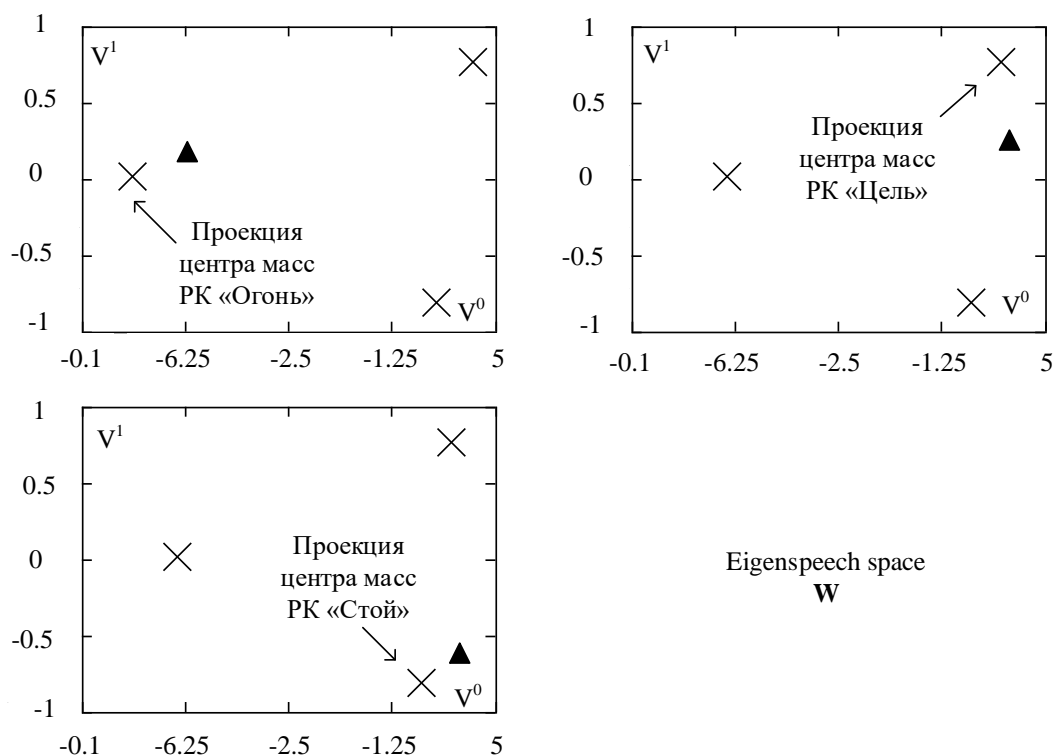 1
V¹
0.5
0
-0.5
-1
Проекция
центра масс
РК «Огонь»
V⁰
-0.1
-6.25
-2.5
-1.25
5
1
V¹
0.5
0
-0.5
-1
Проекция
центра масс
РК «Цель»
V⁰
-0.1
-6.25
-2.5
-1.25
5
1
V¹
0.5
0
-0.5
-1
Проекция
центра масс
РК «Стой»
V⁰
-0.1
-6.25
-2.5
-1.25
5
Eigenspeech space
W